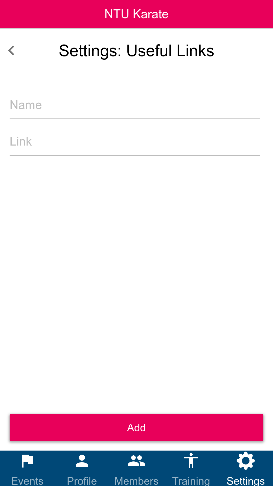 NTU Karate
Settings: Useful Links
Name
Link
Add
Events Profile Members Training Settings